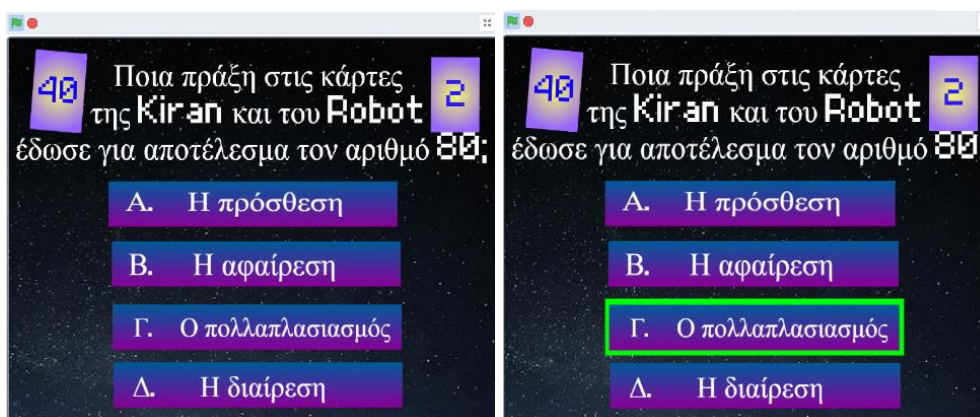 40
Ποια πράξη στις κάρτες
2
της Kiran και του Robot
έδωσε για αποτέλεσμα τον αριθμό 80;
Α. Η πρόσθεση
Β. Η αφαίρεση
Γ. Ο πολλαπλασιασμός
Δ. Η διαίρεση
40
Ποια πράξη στις κάρτες
2
της Kiran και του Robot
έδωσε για αποτέλεσμα τον αριθμό 80
Α. Η πρόσθεση
Β. Η αφαίρεση
Γ. Ο πολλαπλασιασμός
Δ. Η διαίρεση